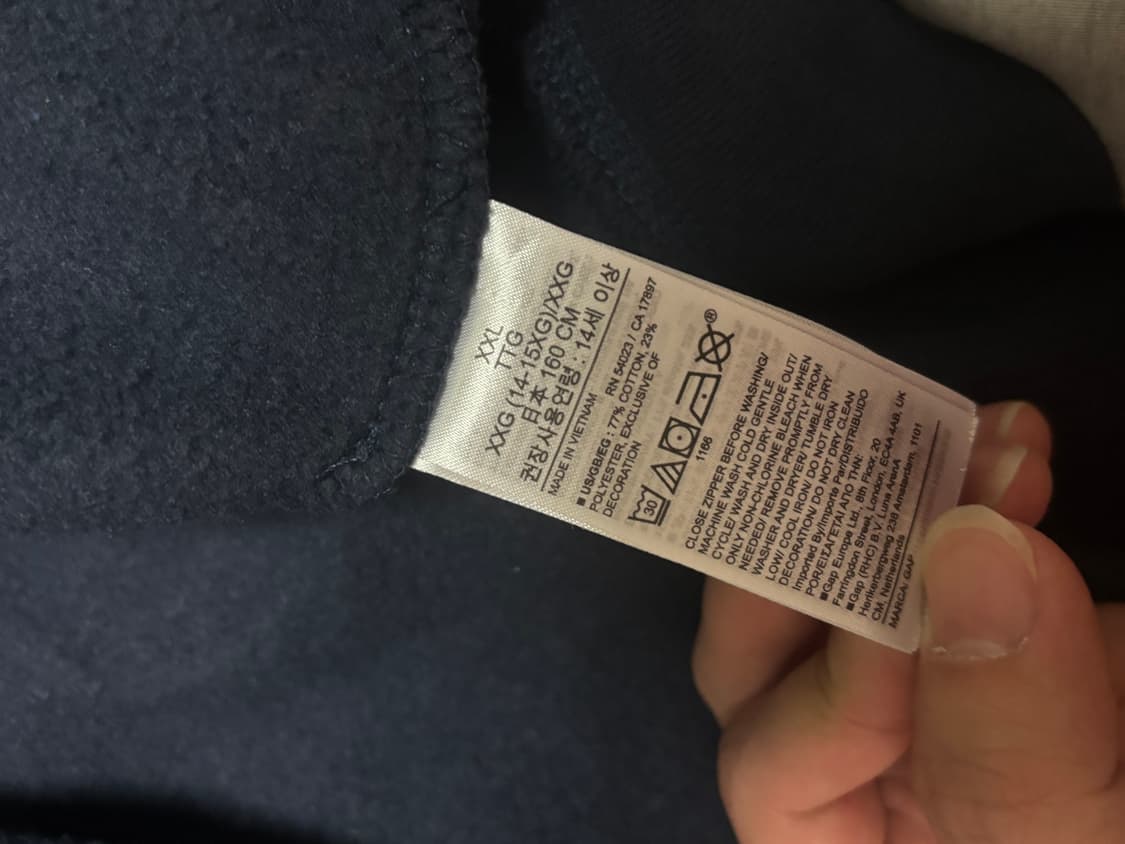 XXL
TTG
XXG (14-15XG)/XXG
日本 160 CM
권장사용연령 : 14세 이상
MADE IN VIETNAM RN 54023 / CA 17897
■ US/GB/EG : 77% COTTON, 23%
POLYESTER, EXCLUSIVE OF
DECORATION
30
1166
®
CLOSE ZIPPER BEFORE WASHING/
MACHINE WASH COLD GENTLE
CYCLE/ WASH AND DRY INSIDE OUT/
ONLY NON-CHLORINE BLEACH WHEN
NEEDED/ REMOVE PROMPTLY FROM
WASHER AND DRYER/ TUMBLE DRY
LOW/ COOL IRON/ DO NOT IRON
DECORATION/ DO NOT DRY CLEAN
Imported By/Importe Par/DISTRIBUIDO
POR/EITAΓETAI AΠO THN:
■Gap Europe Ltd., 8th Floor, 20
Farringdon Street, London, EC4A 4AB, UK
■Gap (RHC) B.V. Luna ArenA
Herikerbergweg 238 Amsterdam, 1101
CM, Netherlands
MARCA: GAP